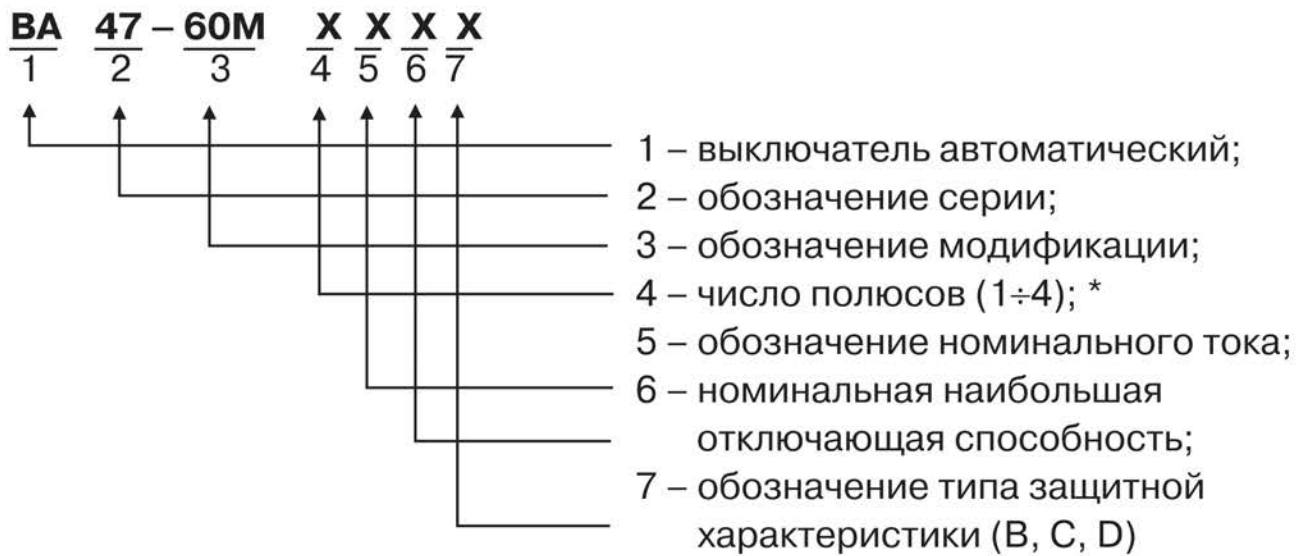 ВА 47 – 60М Х Х Х Х
1 2 3 4 5 6 7
1 – выключатель автоматический;
2 – обозначение серии;
3 – обозначение модификации;
4 – число полюсов (1÷4); *
5 – обозначение номинального тока;
6 – номинальная наибольшая
отключающая способность;
7 – обозначение типа защитной
характеристики (B, C, D)